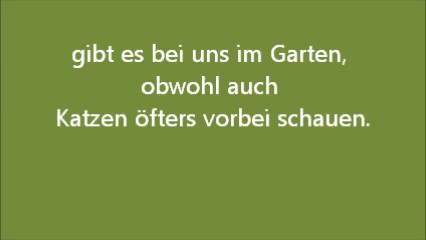 gibt es bei uns im Garten,
obwohl auch
Katzen öfters vorbei schauen.